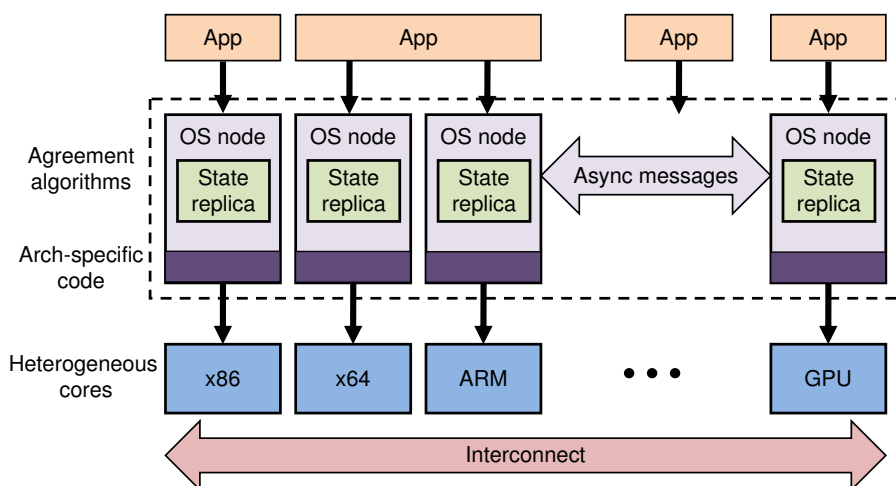 App
App
App
App
OS node
OS node
OS node
OS node
Agreement
algorithms
State
replica
State
replica
State
replica
Async messages
State
replica
Arch-specific
code
Heterogeneous
cores
x86
x64
ARM
•••
GPU
Interconnect